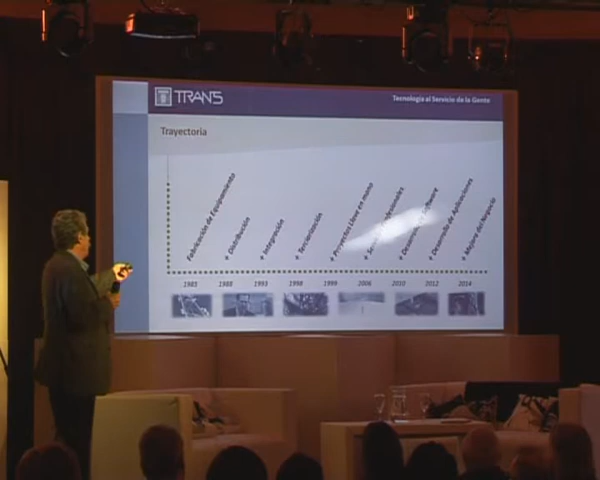 TRANS
Tecnología al Servicio de la Gente
Trayectoria
Fabricación de Equipamiento
+ Distribución
+ Integración
+ Terciarización
+ Proyectos Llave en mano
+ Desarrollo de Aplicaciones
+ Mejora del Negocio
1985 1988 1993 1998 1999 2006 2010 2012 2014